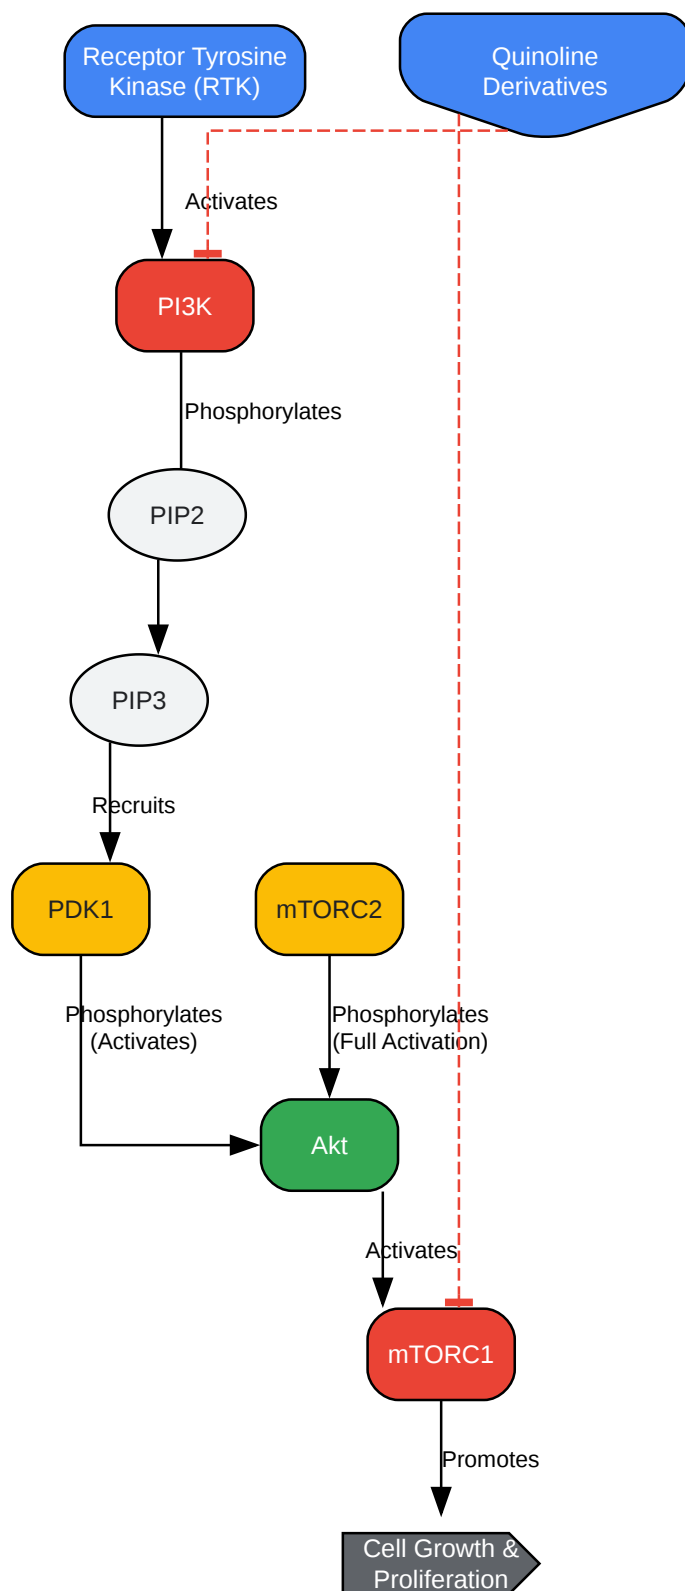 Receptor Tyrosine
Kinase (RTK)
Quinoline
Derivatives
Activates
PI3K
Phosphorylates
PIP2
PIP3
Recruits
PDK1
mTORC2
Phosphorylates
(Activates)
Phosphorylates
(Full Activation)
Akt
Activates
mTORC1
Promotes
Cell Growth &
Proliferation